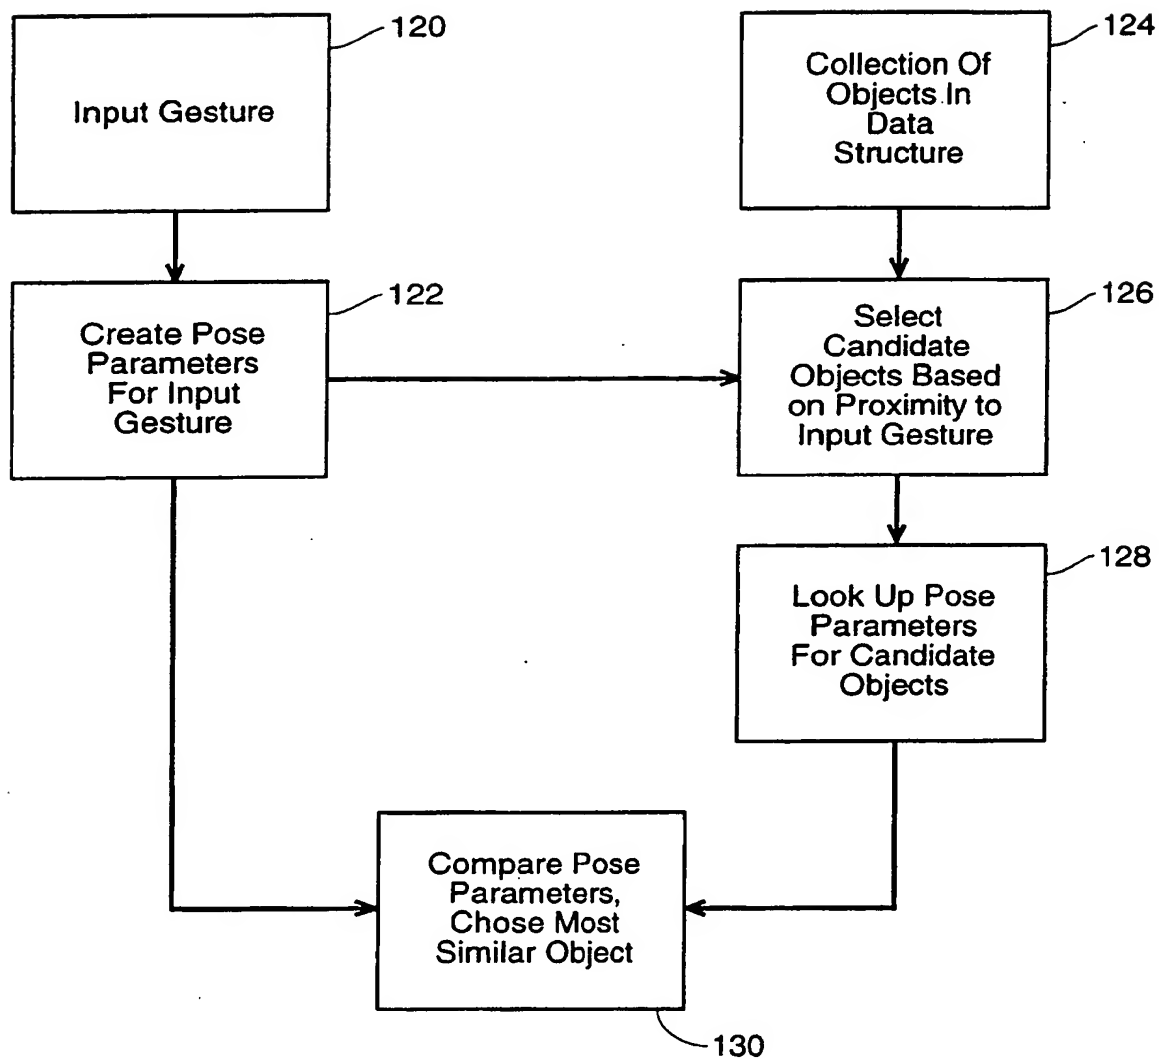 120
Input Gesture
124
Collection Of
Objects In
Data
Structure
122
Create Pose
Parameters
For Input
Gesture
126
Select
Candidate
Objects Based
on Proximity to
Input Gesture
128
Look Up Pose
Parameters
For Candidate
Objects
Compare Pose
Parameters,
Chose Most
Similar Object
130